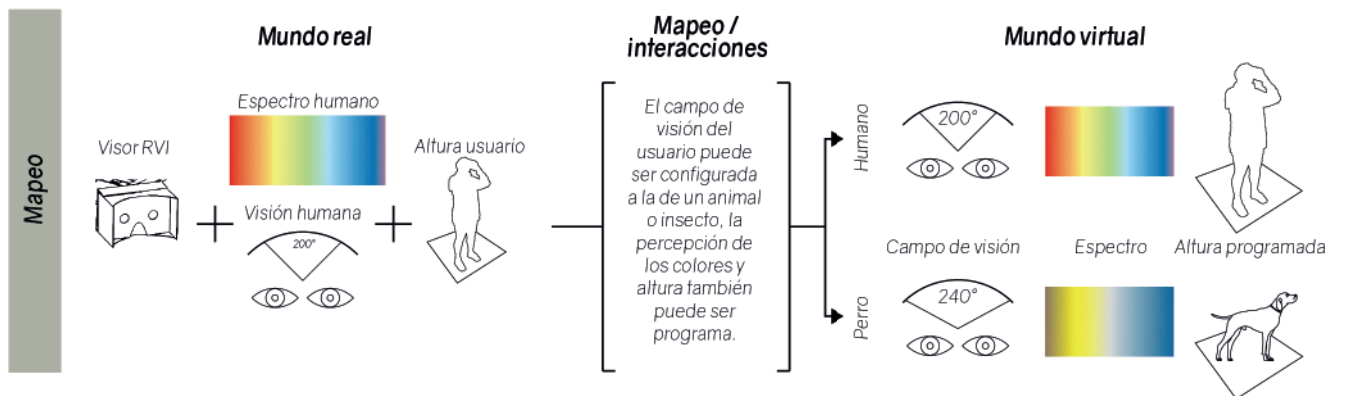 Mapeo
Mundo real
Visor RVI
Espectro humano
Visión humana
200°
Altura usuario
Mapeo /
interacciones
El campo de
visión del
usuario puede
ser configurada
a la de un animal
o insecto, la
percepción de
los colores y
altura también
puede ser
programa.
Mundo virtual
Humano
200°
Campo de visión
Espectro
Altura programada
Perro
240°